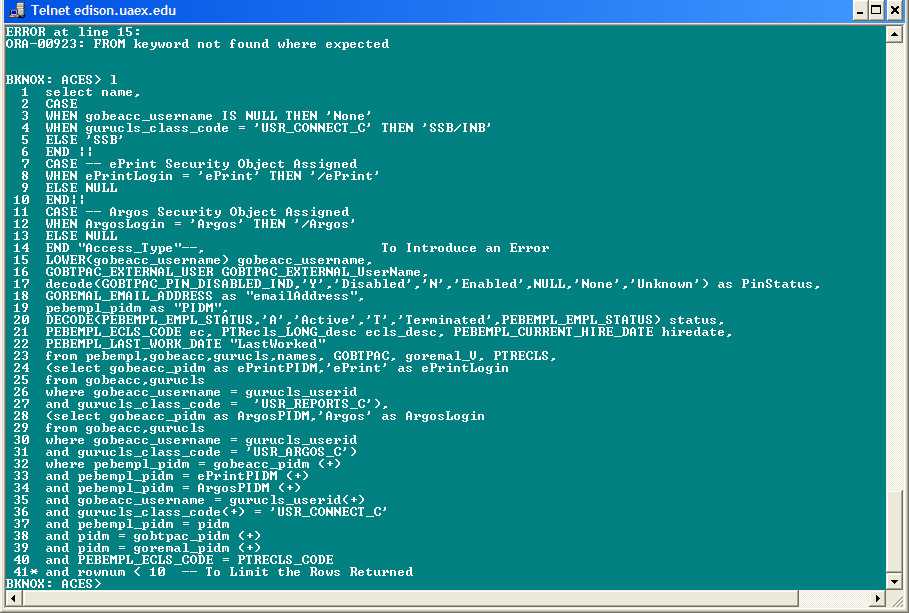 Telnet edison.uaex.edu
ERROR at line 15:
ORA-00923: FROM keyword not found where expected
BKNOX: ACES> l
1 select name,
2 CASE
3 WHEN gobeacc_username IS NULL THEN 'None'
4 WHEN gurucls_class_code = 'USR_CONNECT_C' THEN 'SSB/INB'
5 ELSE 'SSB'
6 END ||
7 CASE -- ePrint Security Object Assigned
8 WHEN ePrintLogin = 'ePrint' THEN '/ePrint'
9 ELSE NULL
10 END||
11 CASE -- Argos Security Object Assigned
12 WHEN ArgosLogin = 'Argos' THEN '/Argos'
13 ELSE NULL
14 END "Access_Type"--, To Introduce an Error
15 LOWER(gobeacc_username) gobeacc_username,
16 GOBTPAC_EXTERNAL_USER GOBTPAC_EXTERNAL_UserName,
17 decode(GOBTPAC_PIN_DISABLED_IND,'Y','Disabled','N','Enabled',NULL,'None','Unknown') as PinStatus,
18 GOREMAL_EMAIL_ADDRESS as "emailAddress",
19 pebempl_pidm as "PIDM",
20 DECODE(PEBEMPL_EMPL_STATUS,'A','Active','T','Terminated',PEBEMPL_EMPL_STATUS) status,
21 PEBEMPL_ECLS_CODE ec, PTRecls_LONG_desc ecls_desc, PEBEMPL_CURRENT_HIRE_DATE hiredate,
22 PEBEMPL_LAST_WORK_DATE "LastWorked"
23 from pebempl,gobeacc,gurucls,names, GOBTPAC, goremal_V, PTRECLS,
24 (select gobeacc_pidm as ePrintPIDM,'ePrint' as ePrintLogin
25 from gobeacc,gurucls
26 where gobeacc_username = gurucls_userid
27 and gurucls_class_code = 'USR_REPORTS_C'),
28 (select gobeacc_pidm as ArgosPIDM,'Argos' as ArgosLogin
29 from gobeacc,gurucls
30 where gobeacc_username = gurucls_userid
31 and gurucls_class_code = 'USR_ARGOS_C')
32 where pebempl_pidm = gobeacc_pidm (+)
33 and pebempl_pidm = ePrintPIDM (+)
34 and pebempl_pidm = ArgosPIDM (+)
35 and gobeacc_username = gurucls_userid(+)
36 and gurucls_class_code(+) = 'USR_CONNECT_C'
37 and pebempl_pidm = pidm
38 and pidm = gobtpac_pidm (+)
39 and pidm = goremal_pidm (+)
40 and PEBEMPL_ECLS_CODE = PTRECLS_CODE
41* and rownum < 10 -- To Limit the Rows Returned
BKNOX: ACES>